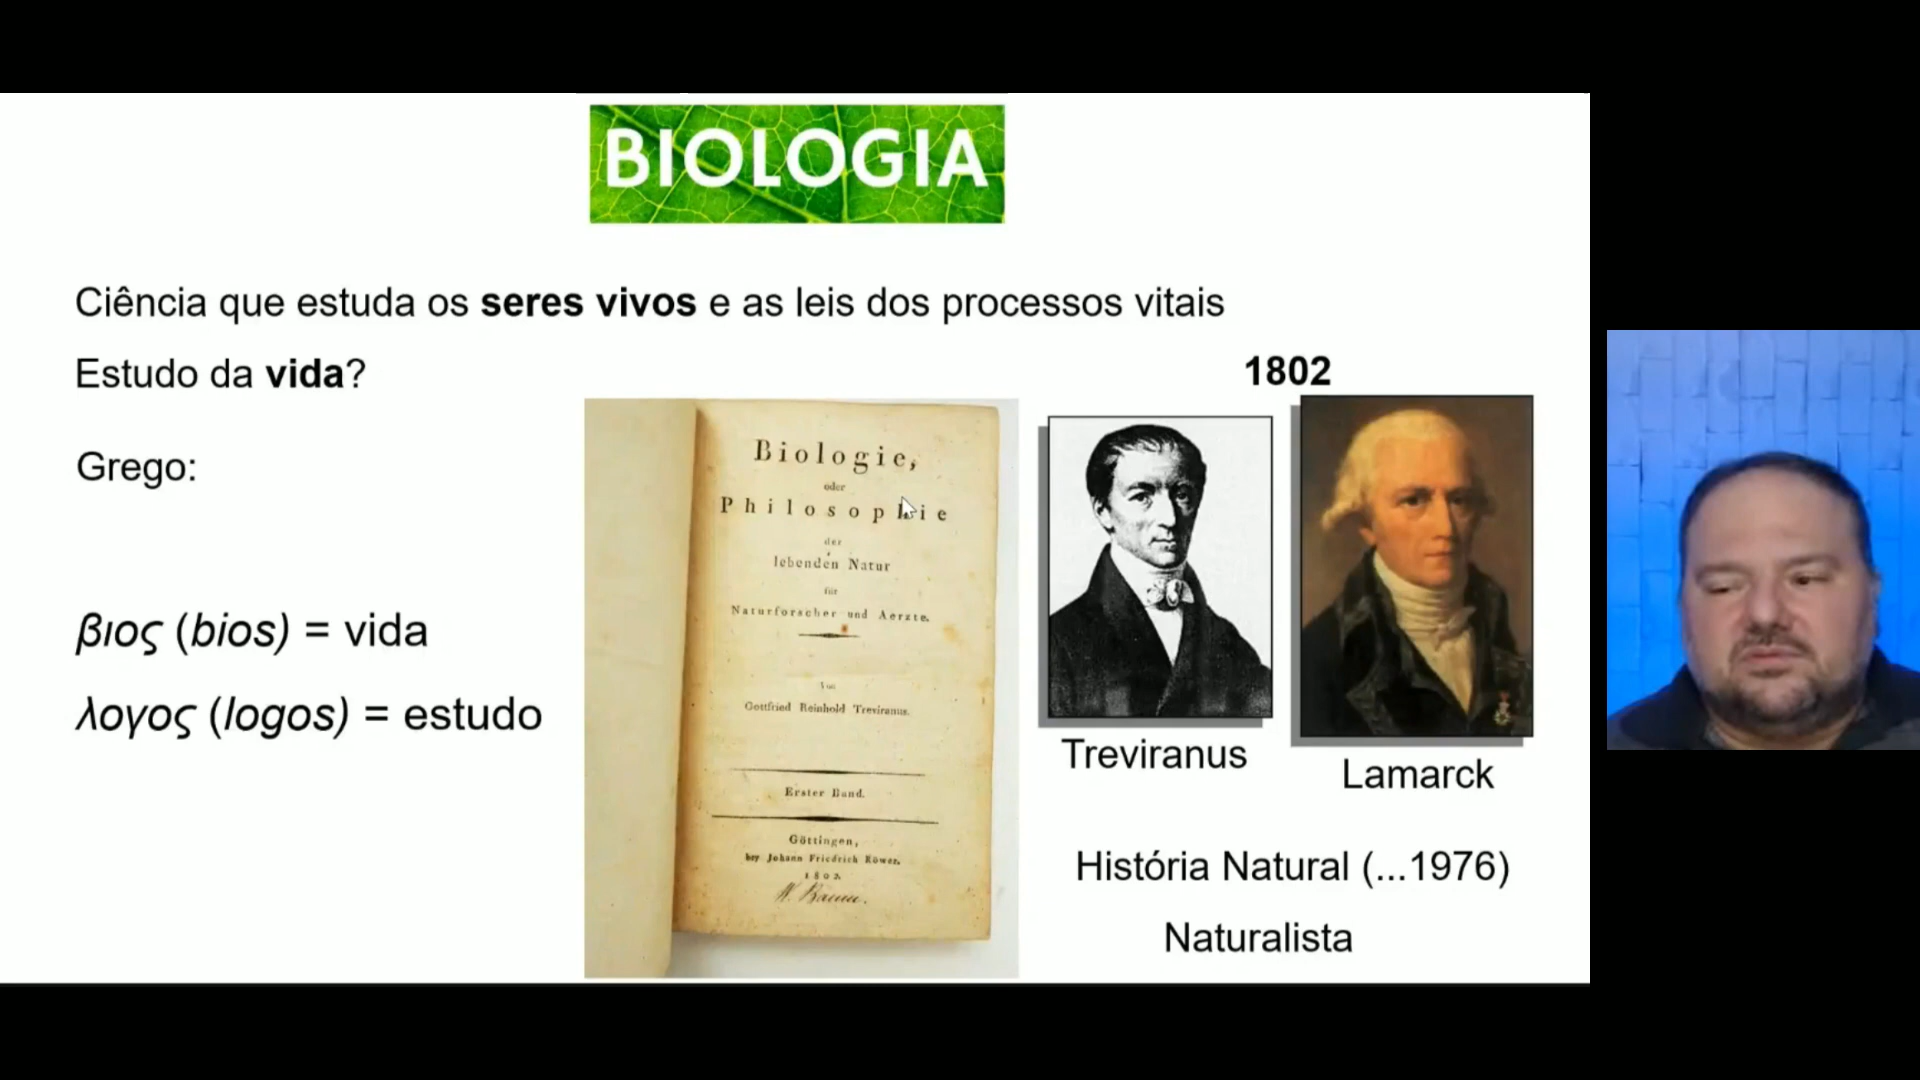 BIOLOGIA
Ciência que estuda os seres vivos e as leis dos processos vitais
Estudo da vida?
Grego:
βιος (bios) = vida
λογος (logos) = estudo
Biologie,
oder
Philosophie
der
lebenden Natur
für
Naturforscher und Aerzte.
Von
Gottfried Reinhold Treviranus.
Erster Band.
Göttingen,
bey Johann Friedrich Röwer.
1802.
1802
Treviranus
Lamarck
História Natural (...1976)
Naturalista